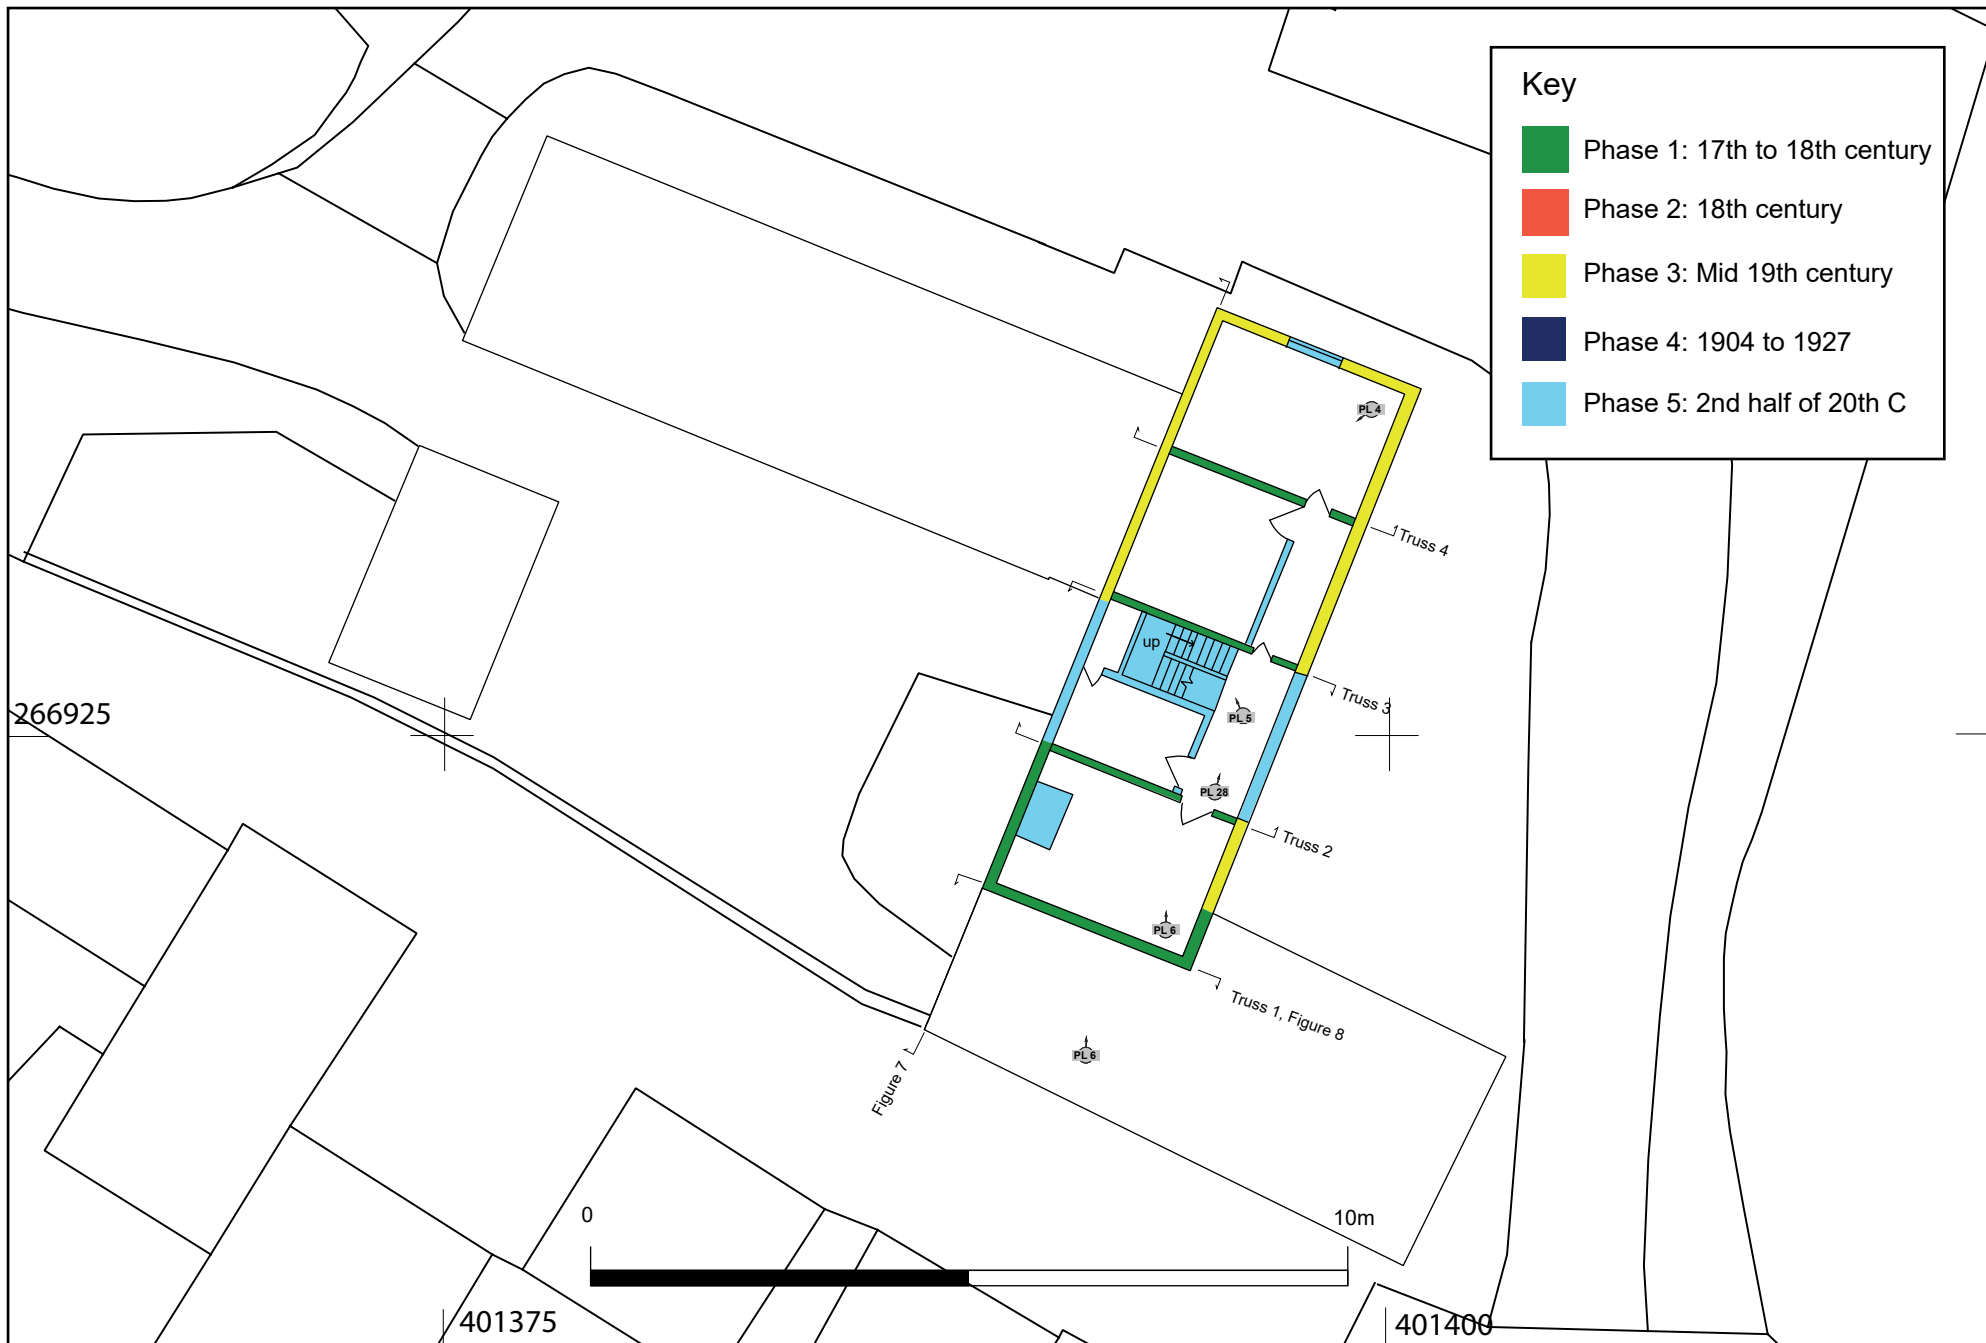 Key
Phase 1: 17th to 18th century
Phase 2: 18th century
Phase 3: Mid 19th century
Phase 4: 1904 to 1927
Phase 5: 2nd half of 20th C
PL 4
Truss 4
up
Truss 3
PL 5
266925
PL 28
Truss 2
PL 6
Truss 1, Figure 8
PL 6
Figure 7
0
10m
401375
401400